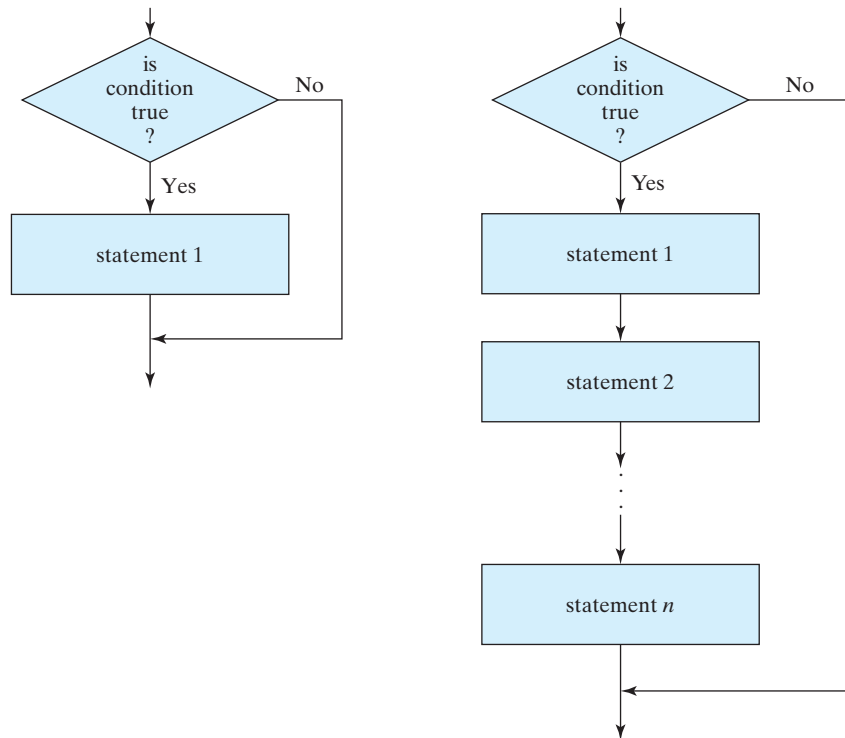 is
condition
true
?
No
Yes
statement 1
is
condition
true
?
No
Yes
statement 1
statement 2
. . .
statement n